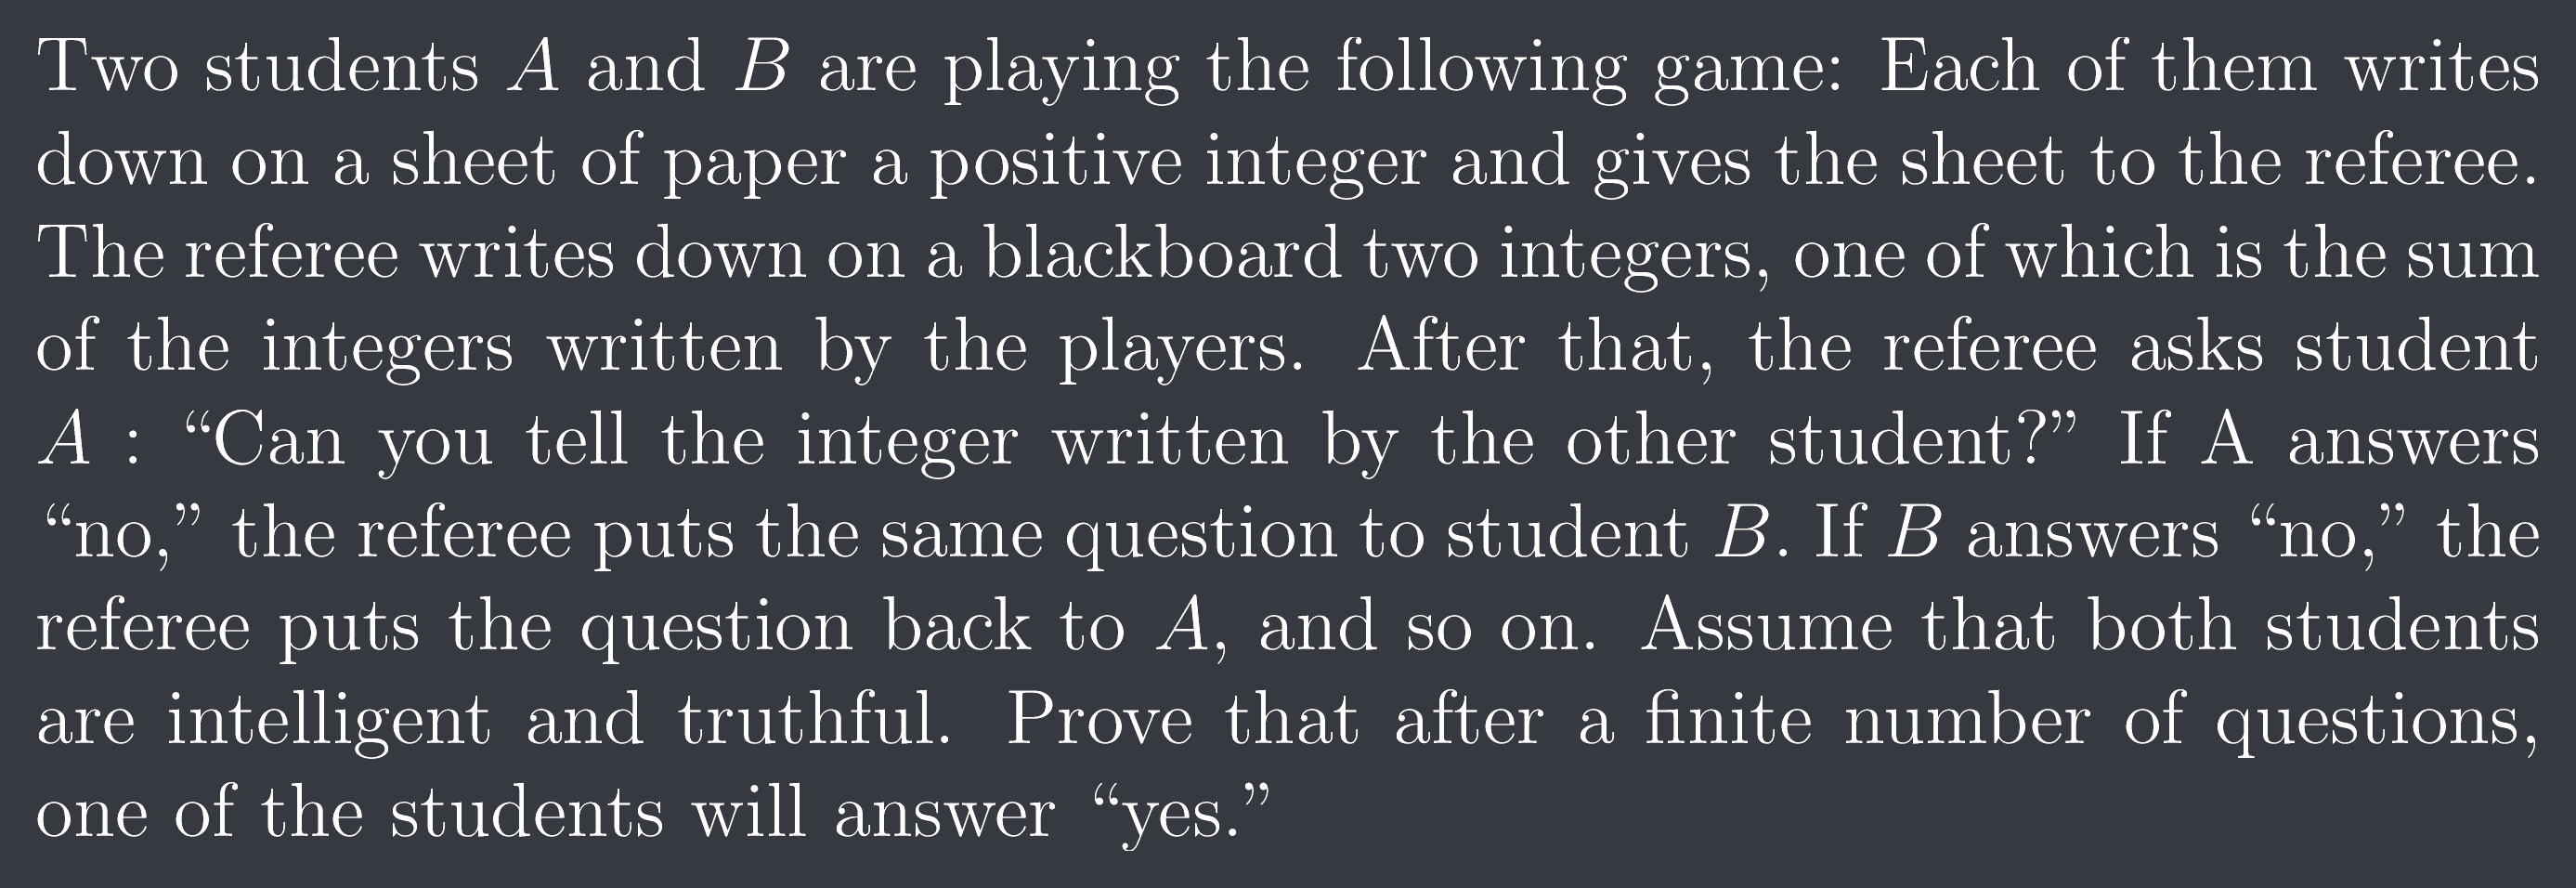 Two students A and B are playing the following game: Each of them writes
down on a sheet of paper a positive integer and gives the sheet to the referee.
The referee writes down on a blackboard two integers, one of which is the sum
of the integers written by the players. After that, the referee asks student
A : “Can you tell the integer written by the other student?” If A answers
“no,” the referee puts the same question to student B. If B answers “no,” the
referee puts the question back to A, and so on. Assume that both students
are intelligent and truthful. Prove that after a finite number of questions,
one of the students will answer “yes.”